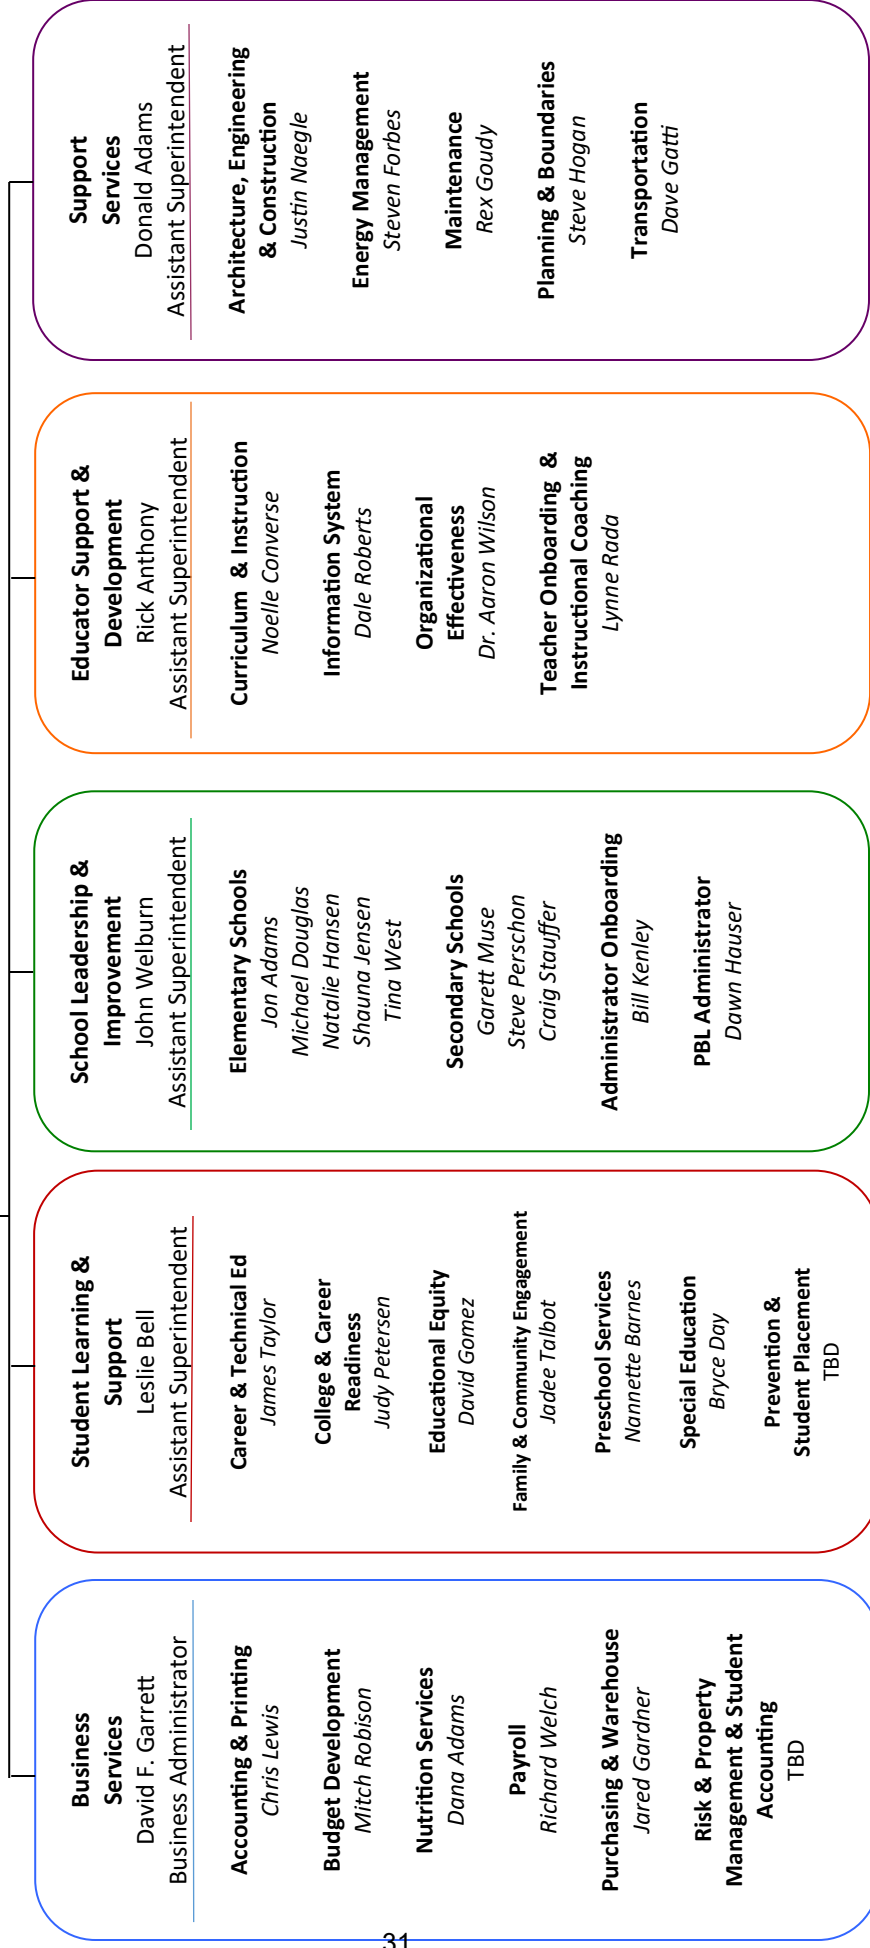 Business
Services
David F. Garrett
Business Administrator
Accounting & Printing
Chris Lewis
Budget Development
Mitch Robison
Nutrition Services
Dana Adams
Payroll
Richard Welch
Purchasing & Warehouse
Jared Gardner
Risk & Property
Management & Student
Accounting
TBD
Student Learning &
Support
Leslie Bell
Assistant Superintendent
Career & Technical Ed
James Taylor
College & Career
Readiness
Judy Petersen
Educational Equity
David Gomez
Family & Community Engagement
Jadee Talbot
Preschool Services
Nannette Barnes
Special Education
Bryce Day
Prevention &
Student Placement
TBD
School Leadership &
Improvement
John Welburn
Assistant Superintendent
Elementary Schools
Jon Adams
Michael Douglas
Natalie Hansen
Shauna Jensen
Tina West
Secondary Schools
Garett Muse
Steve Perschon
Craig Stauffer
Administrator Onboarding
Bill Kenley
PBL Administrator
Dawn Hauser
Educator Support &
Development
Rick Anthony
Assistant Superintendent
Curriculum & Instruction
Noelle Converse
Information System
Dale Roberts
Organizational
Effectiveness
Dr. Aaron Wilson
Teacher Onboarding &
Instructional Coaching
Lynne Rada
Support
Services
Donald Adams
Assistant Superintendent
Architecture, Engineering
& Construction
Justin Naegle
Energy Management
Steven Forbes
Maintenance
Rex Goudy
Planning & Boundaries
Steve Hogan
Transportation
Dave Gatti
31